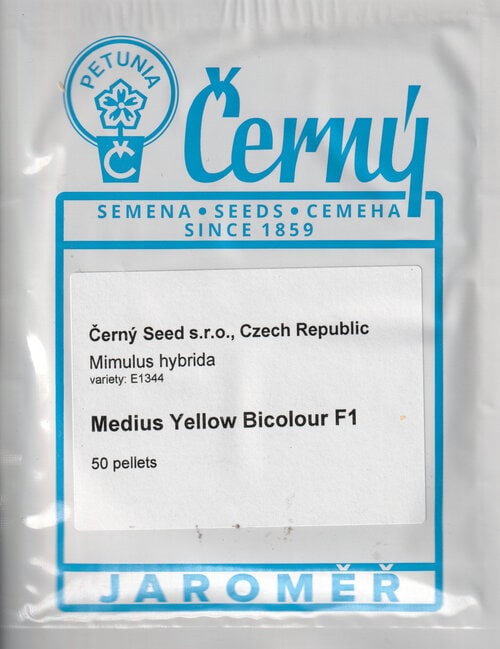 PETUNIA
Č
Černý
SEMENA • SEEDS • СЕМЕНА
SINCE 1859
Černý Seed s.r.o., Czech Republic
Mimulus hybrida
variety: E1344
Medius Yellow Bicolour F1
50 pellets
JAROMĚŘ